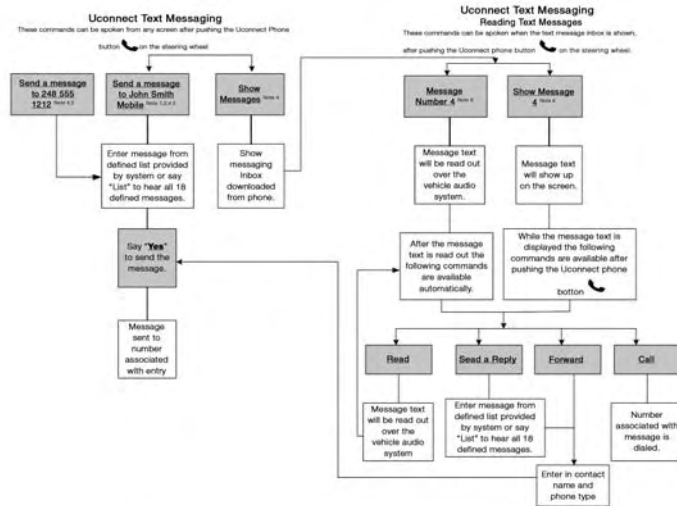 Uconnect Text Messaging
These commands can be spoken from any screen after pushing the Uconnect Phone
button on the steering wheel
Send a message
to 248 555
1212
Send a message
to John Smith
Mobile
Show
Messages
Enter message from
defined list provided
by system or say
"List" to hear all 18
defined messages.
Show
messaging
Inbox
downloaded
from phone.
Say "Yes"
to send the
message.
Message
sent to
number
associated
with entry
Uconnect Text Messaging
Reading Text Messages
These commands can be spoken when the text message inbox is shown,
after pushing the Uconnect phone button on the steering wheel.
Message
Number 4
Show Message
4
Message text
will be read out
over the
vehicle audio
system.
Message text
will show up
on the screen.
After the message
text is read out the
following commands
are available
automatically.
While the message text is
displayed the following
commands are available after
pushing the Uconnect phone
botton
Read
Sead a Reply
Forward
Call
Message text
will be read out
over the
vehicle audio
system
Enter message from
defined list provided
by system or say
"List" to hear all 18
defined messages.
Number
associated with
message is
dialed.
Enter in contact
name and
phone type